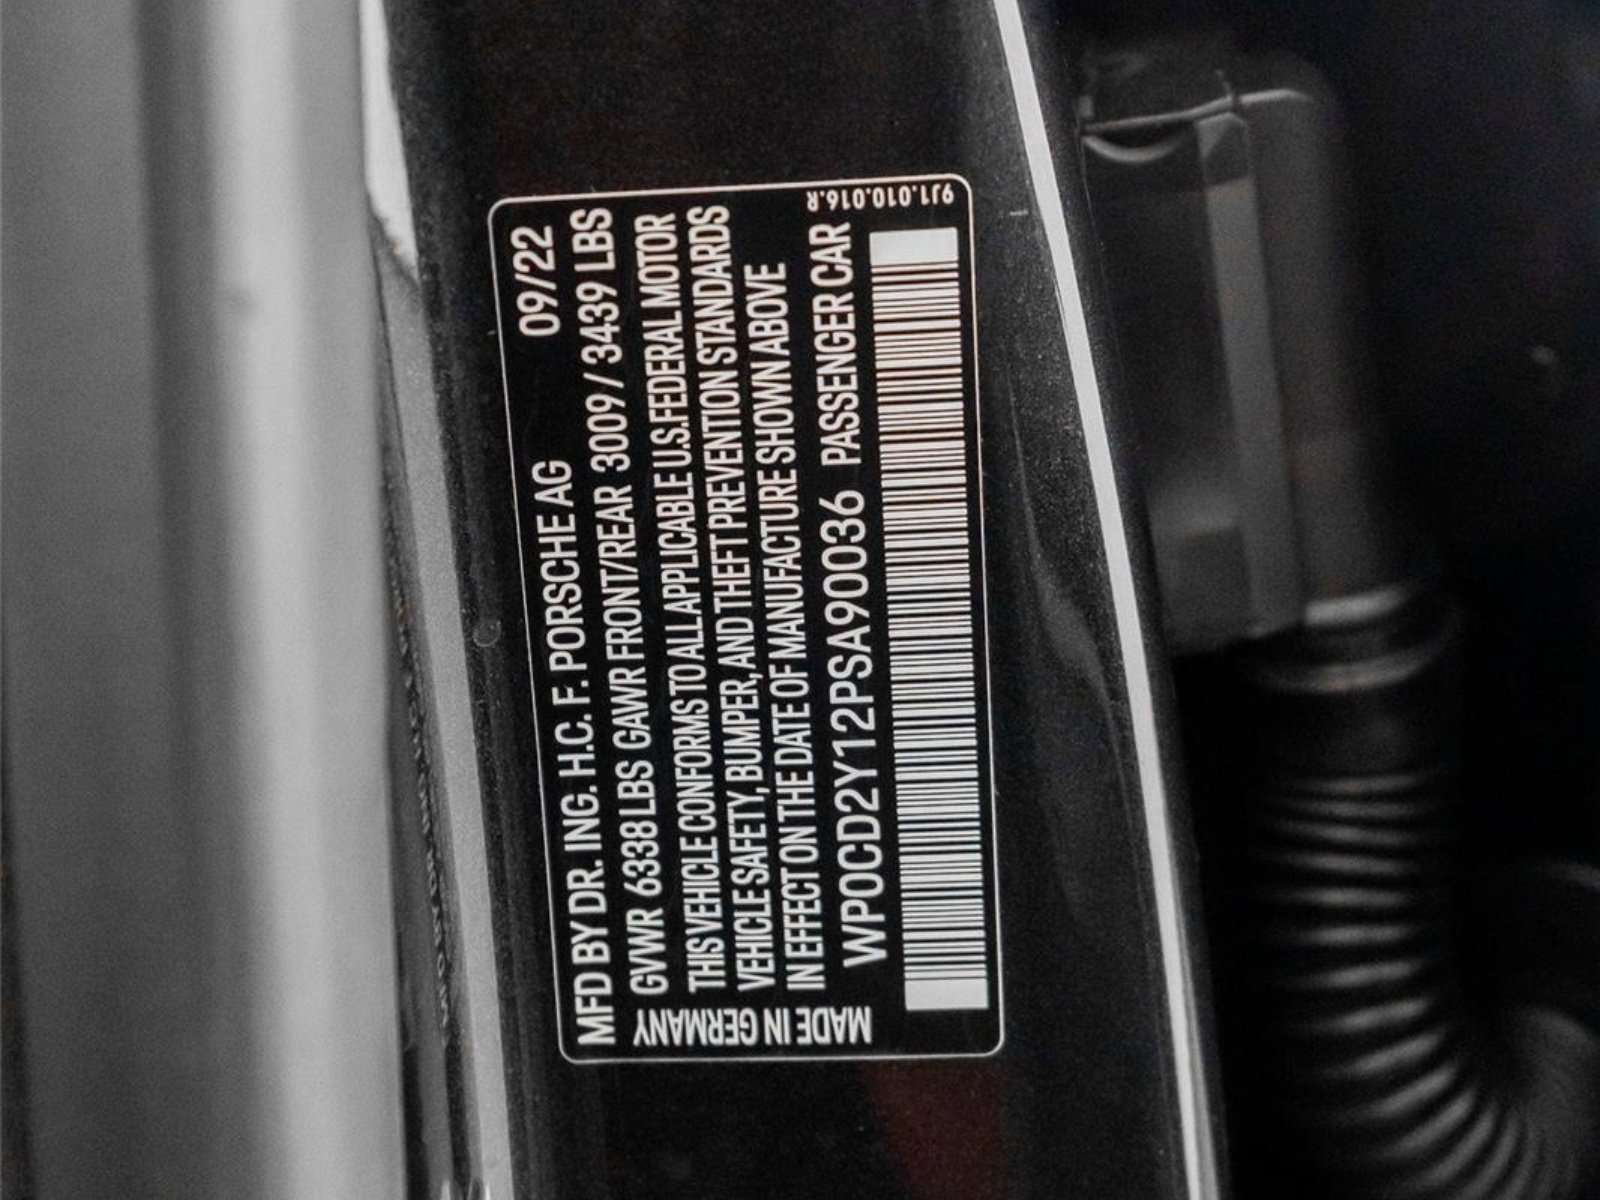 MFD BY DR. ING. H.C. F. PORSCHE AG 09/22
GVWR 6338 LBS GAWR FRONT/REAR 3009 / 3439 LBS
THIS VEHICLE CONFORMS TO ALL APPLICABLE U.S. FEDERAL MOTOR
VEHICLE SAFETY, BUMPER, AND THEFT PREVENTION STANDARDS
IN EFFECT ON THE DATE OF MANUFACTURE SHOWN ABOVE
WP0CD2Y12PSA90036 PASSENGER CAR
MADE IN GERMANY
9J1.010.016.R